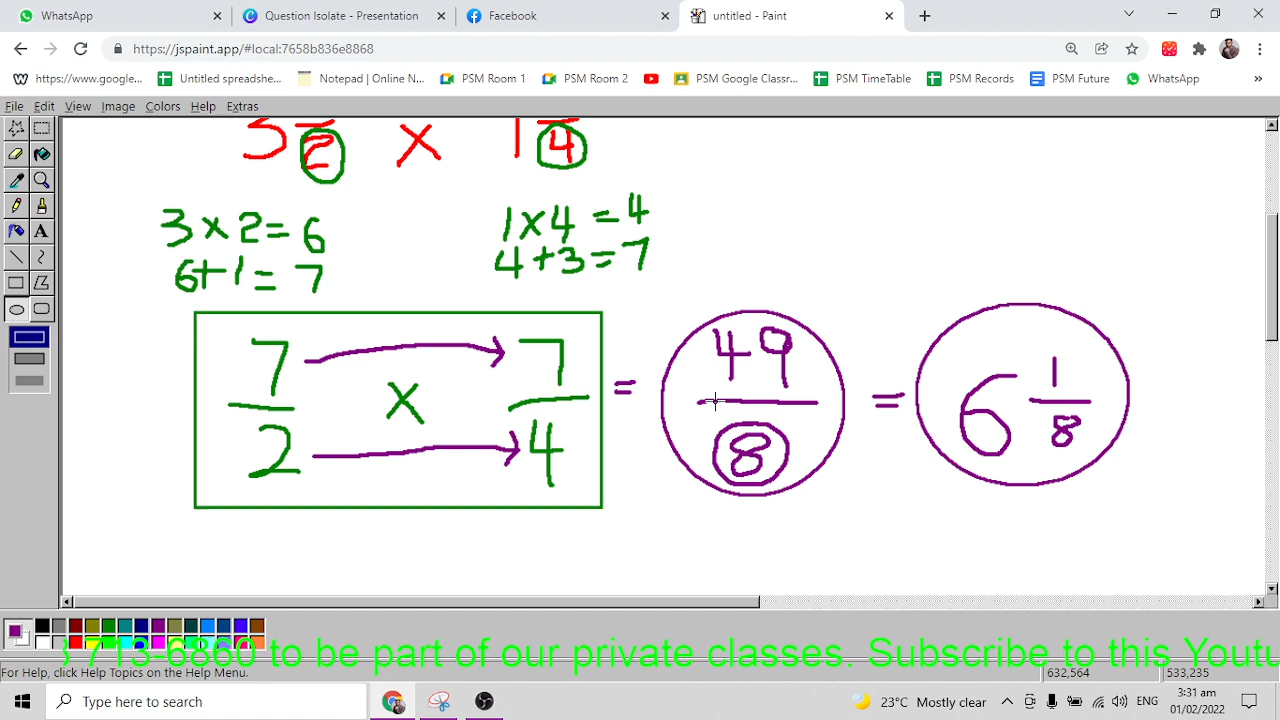 WhatsApp
Question Isolate - Presentation
Facebook
untitled - Paint
https://jspaint.app/#local:7658b836e8868
https://www.google...
Untitled spreadshe...
Notepad | Online N...
PSM Room 1
PSM Room 2
PSM Google Classr...
PSM TimeTable
PSM Records
PSM Future
WhatsApp
»
File Edit View Image Colors Help Extras
2 X 1 4
3 x 2 = 6
1 x 4 = 4
6 + 1 = 7
4 + 3 = 7
7/2 x 7/4 = 49/8 = 6 1/8
713-6860 to be part of our private classes. Subscribe to this Youtu
For Help, click Help Topics on the Help Menu.
632,564
533,235
Type here to search
23°C Mostly clear
3:31 am
01/02/2022